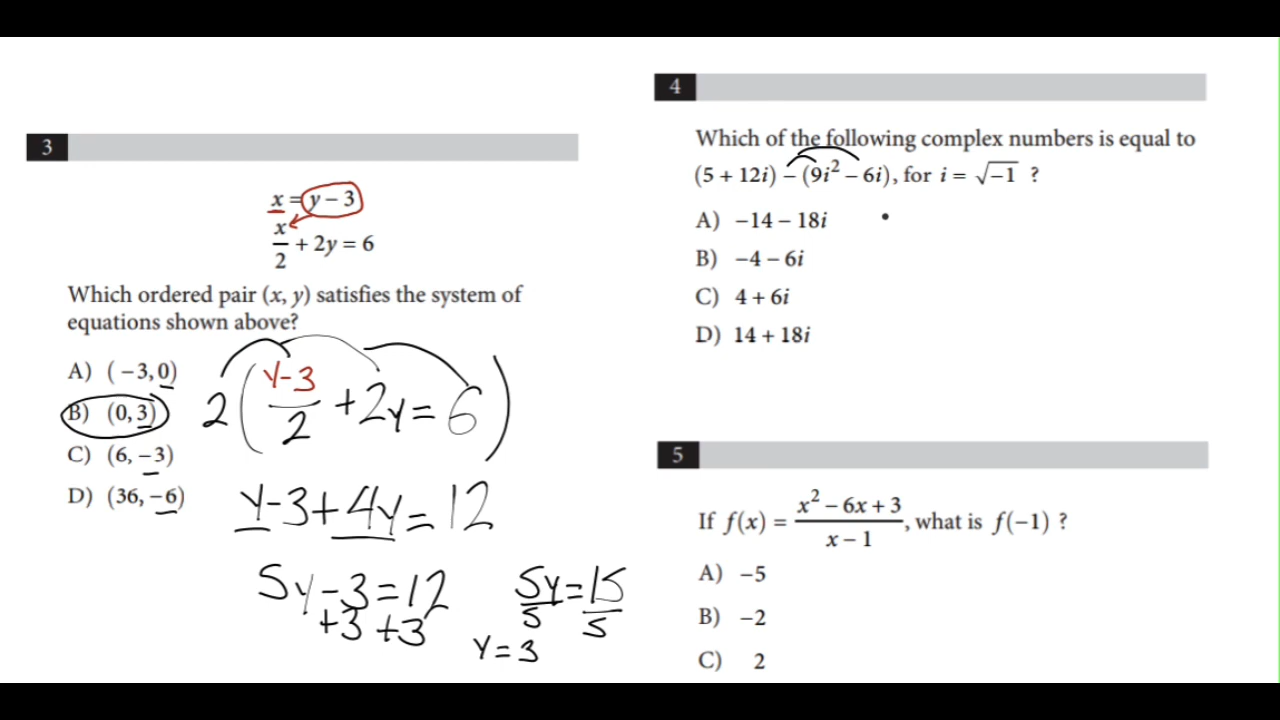 3
x = y − 3
x/2 + 2y = 6
Which ordered pair (x, y) satisfies the system of
equations shown above?
A) (−3, 0)
B) (0, 3)
C) (6, −3)
D) (36, −6)
2(y-3/2 + 2y = 6)
y-3+4y=12
5y-3=12
+3 +3
5y/5=15/5
y=3
4
Which of the following complex numbers is equal to
(5 + 12i) − (9i² − 6i), for i = √−1 ?
A) −14 − 18i
B) −4 − 6i
C) 4 + 6i
D) 14 + 18i
5
If f(x) = x² − 6x + 3/x − 1, what is f(−1) ?
A) −5
B) −2
C) 2